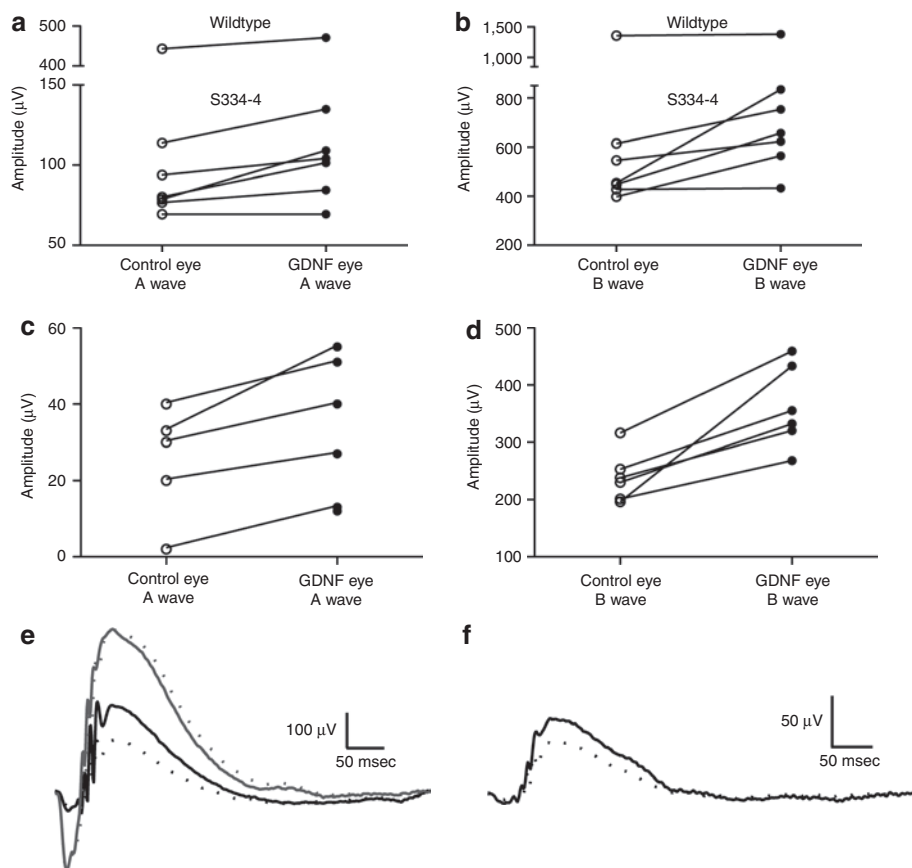 a
500
400
150
100
50
Amplitude (μV)
Wildtype
S334-4
Control eye
A wave
GDNF eye
A wave
b
1,500
1,000
800
600
400
200
Amplitude (μV)
Wildtype
S334-4
Control eye
B wave
GDNF eye
B wave
c
60
40
20
0
Amplitude (μV)
Control eye
A wave
GDNF eye
A wave
d
500
400
300
200
100
Amplitude (μV)
Control eye
B wave
GDNF eye
B wave
e
100 μV
50 msec
f
50 μV
50 msec